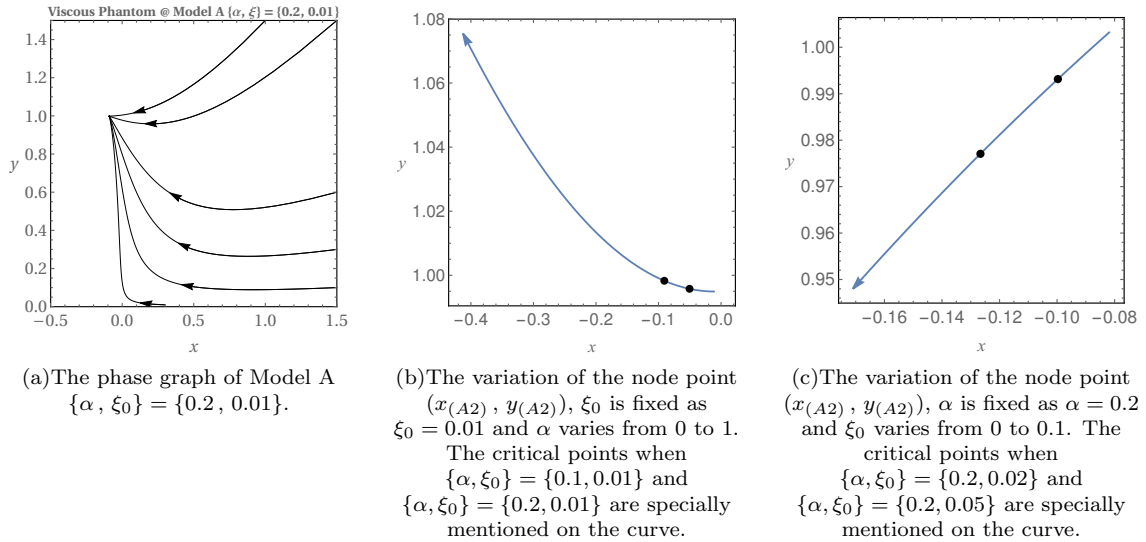 Viscous Phantom @ Model A {α, ξ} = {0.2, 0.01}
1.4
1.2
1.0
0.8
0.6
0.4
0.2
0.0
y
-0.5 0.0 0.5 1.0 1.5
x
(a)The phase graph of Model A
{α , ξ₀} = {0.2 , 0.01}.
1.08
1.06
1.04
1.02
1.00
y
-0.4 -0.3 -0.2 -0.1 0.0
x
(b)The variation of the node point
(x₍A2₎ , y₍A2₎), ξ₀ is fixed as
ξ₀ = 0.01 and α varies from 0 to 1.
The critical points when
{α, ξ₀} = {0.1, 0.01} and
{α, ξ₀} = {0.2, 0.01} are specially
mentioned on the curve.
1.00
0.99
0.98
0.97
0.96
0.95
y
-0.16 -0.14 -0.12 -0.10 -0.08
x
(c)The variation of the node point
(x₍A2₎ , y₍A2₎), α is fixed as α = 0.2
and ξ₀ varies from 0 to 0.1. The
critical points when
{α, ξ₀} = {0.2, 0.02} and
{α, ξ₀} = {0.2, 0.05} are specially
mentioned on the curve.